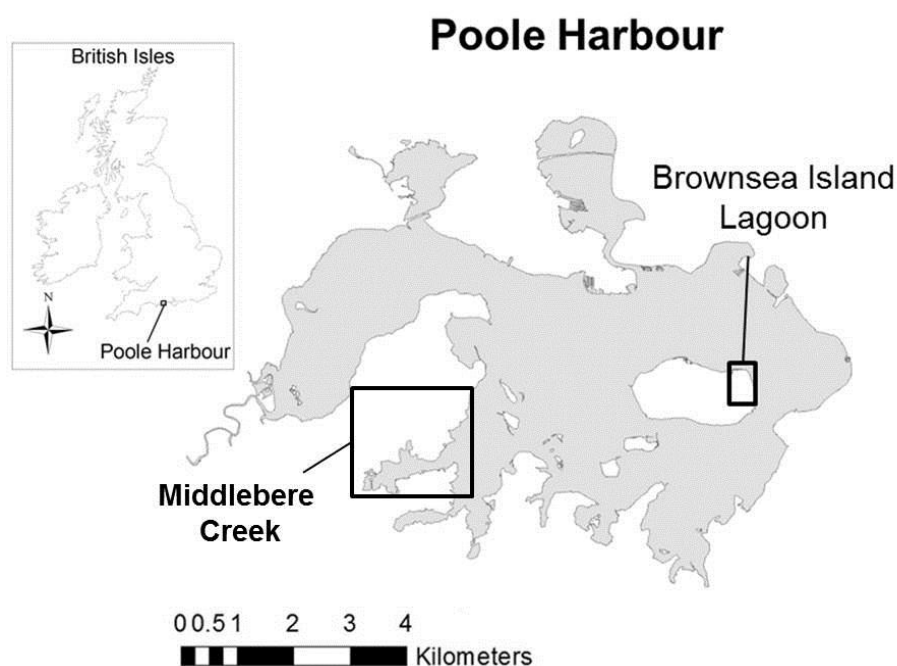 Poole Harbour
British Isles
N
Poole Harbour
Brownsea Island
Lagoon
Middlebere
Creek
0 0.5 1 2 3 4
Kilometers